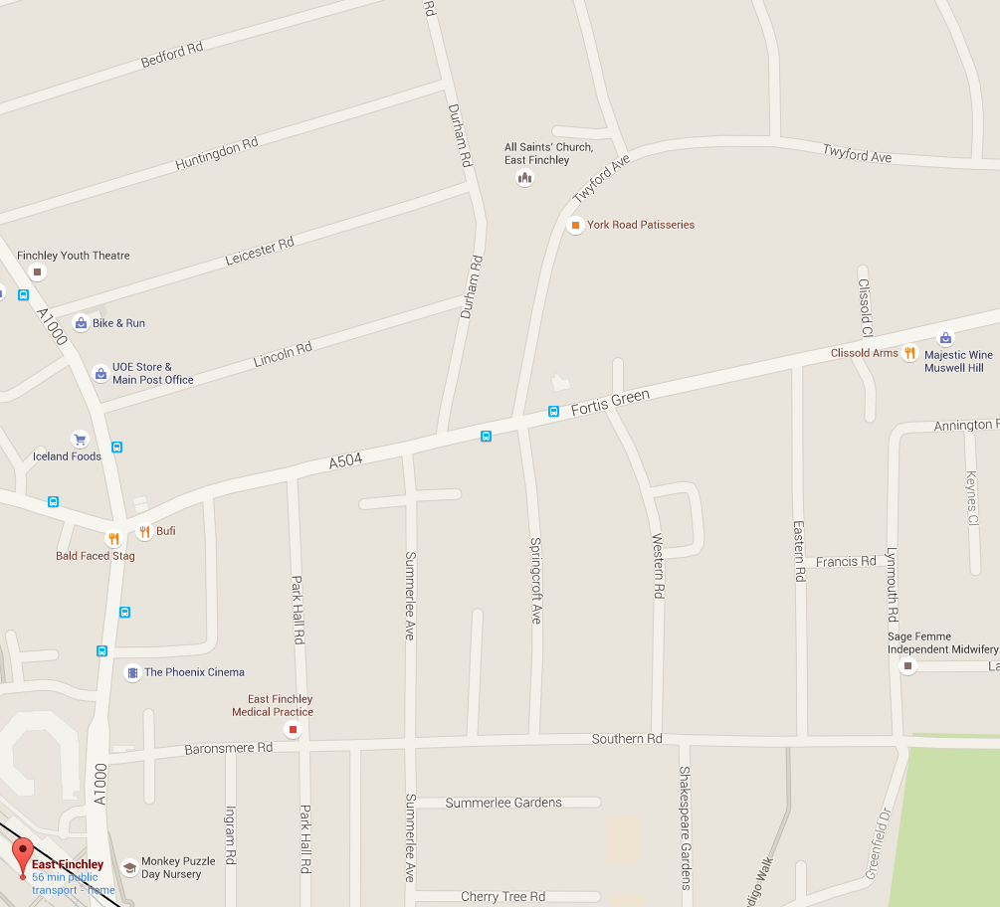 Rd
Bedford Rd
Huntingdon Rd
Durham Rd
All Saints' Church,
East Finchley
Twyford Ave
Twyford Ave
York Road Patisseries
Leicester Rd
Finchley Youth Theatre
A1000
Bike & Run
Durham Rd
Clissold Cl
Lincoln Rd
UOE Store &
Main Post Office
Clissold Arms
Majestic Wine
Muswell Hill
Fortis Green
Annington R
Iceland Foods
A504
Keynes Cl
Bufi
Bald Faced Stag
Summerlee Ave
Springcroft Ave
Western Rd
Eastern Rd
Francis Rd
Lynmouth Rd
Park Hall Rd
Sage Femme
Independent Midwifery
La
The Phoenix Cinema
East Finchley
Medical Practice
Baronsmere Rd
Southern Rd
A1000
Summerlee Gardens
Shakespeare Gardens
Ingram Rd
Park Hall Rd
Summerlee Ave
Greenfield Dr
Monkey Puzzle
Day Nursery
East Finchley
56 min public
transport - home
Cherry Tree Rd
digo Walk